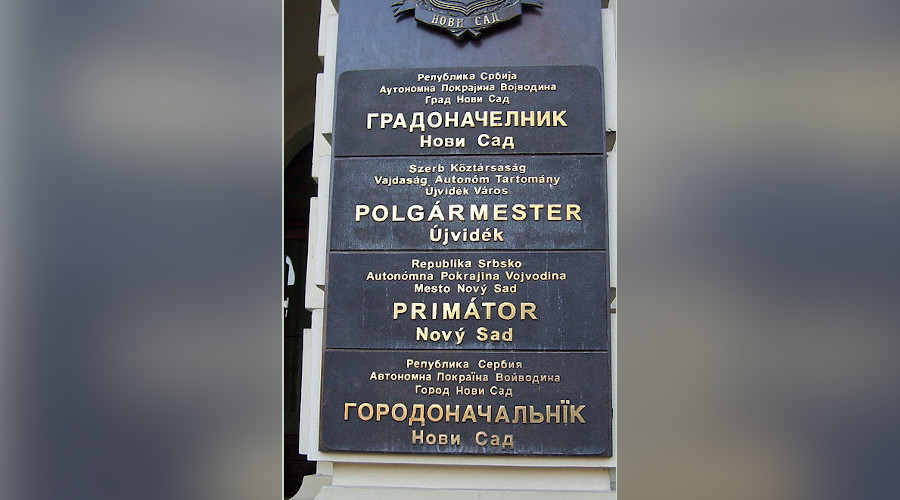 НОВИ САД
Република Србија
Аутономна Покрајина Војводина
Град Нови Сад
ГРАДОНАЧЕЛНИК
Нови Сад
Szerb Köztársaság
Vajdaság Autonóm Tartomány
Újvidék Város
POLGÁRMESTER
Újvidék
Republika Srbsko
Autonómna Pokrajina Vojvodina
Mesto Nový Sad
PRIMÁTOR
Nový Sad
Република Сербия
Автономна Покраїна Войводина
Город Нови Сад
ГОРОДОНАЧАЛЬНЇК
Нови Сад